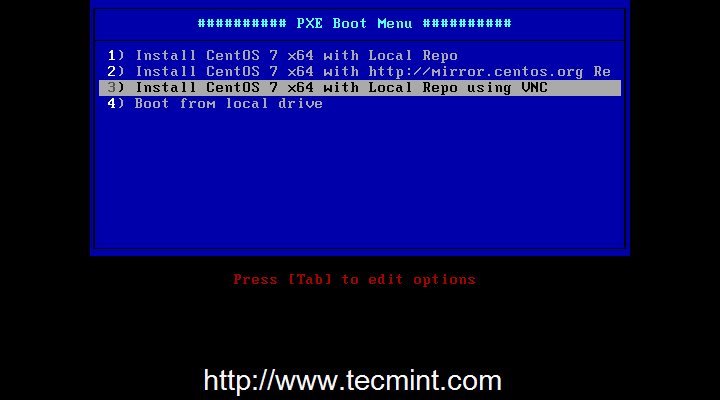 ########## PXE Boot Menu ##########
1) Install CentOS 7 x64 with Local Repo
2) Install CentOS 7 x64 with http://mirror.centos.org Re
3) Install CentOS 7 x64 with Local Repo using VNC
4) Boot from local drive
Press [Tab] to edit options
http://www.tecmint.com